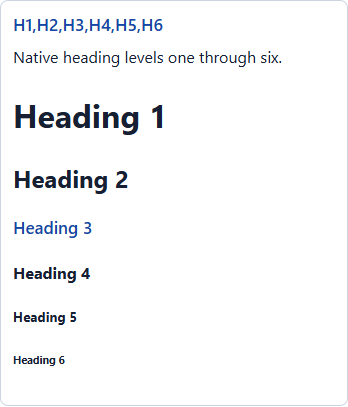 H1,H2,H3,H4,H5,H6
Native heading levels one through six.
Heading 1
Heading 2
Heading 3
Heading 4
Heading 5
Heading 6